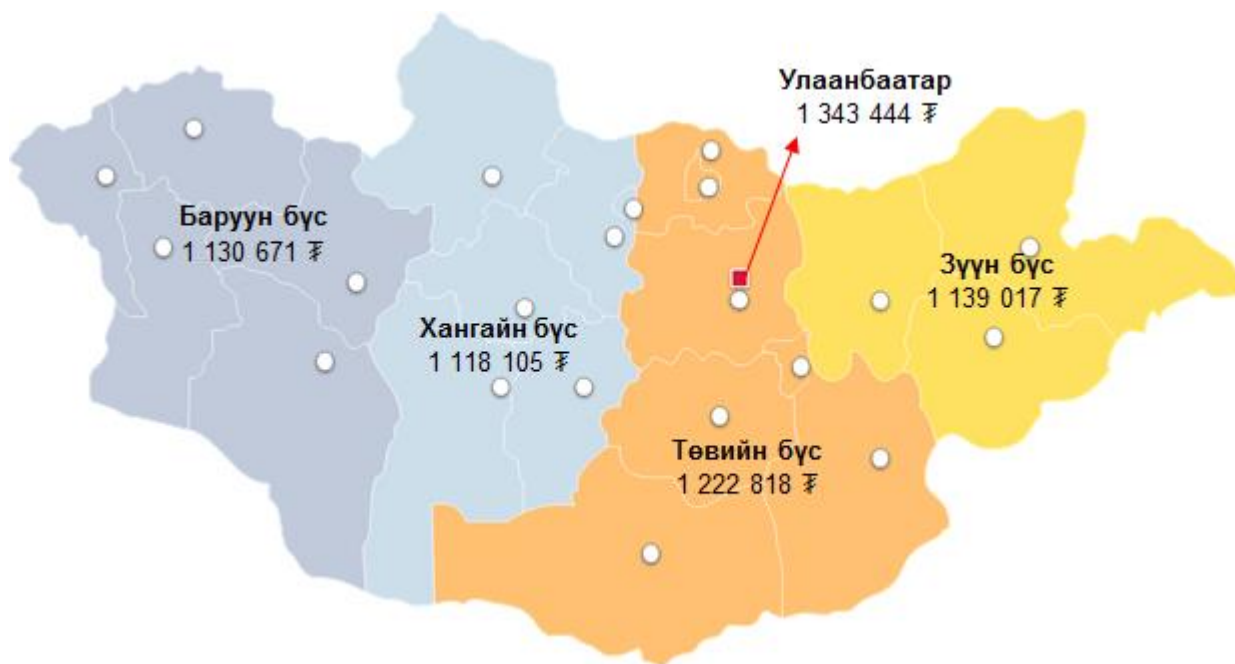 Улаанбаатар
1 343 444 ₮
Баруун бүс
1 130 671 ₮
Зүүн бүс
1 139 017 ₮
Хангайн бүс
1 118 105 ₮
Төвийн бүс
1 222 818 ₮